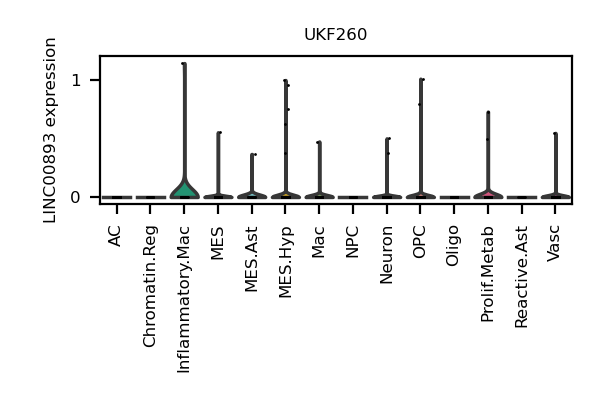 UKF260
LINC00893 expression
1
0
AC
Chromatin.Reg
Inflammatory.Mac
MES
MES.Ast
MES.Hyp
Mac
NPC
Neuron
OPC
Oligo
Prolif.Metab
Reactive.Ast
Vasc